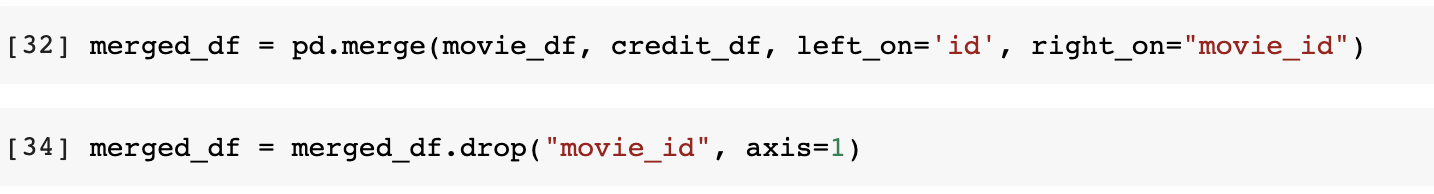 [32] merged_df = pd.merge(movie_df, credit_df, left_on='id', right_on="movie_id")
[34] merged_df = merged_df.drop("movie_id", axis=1)